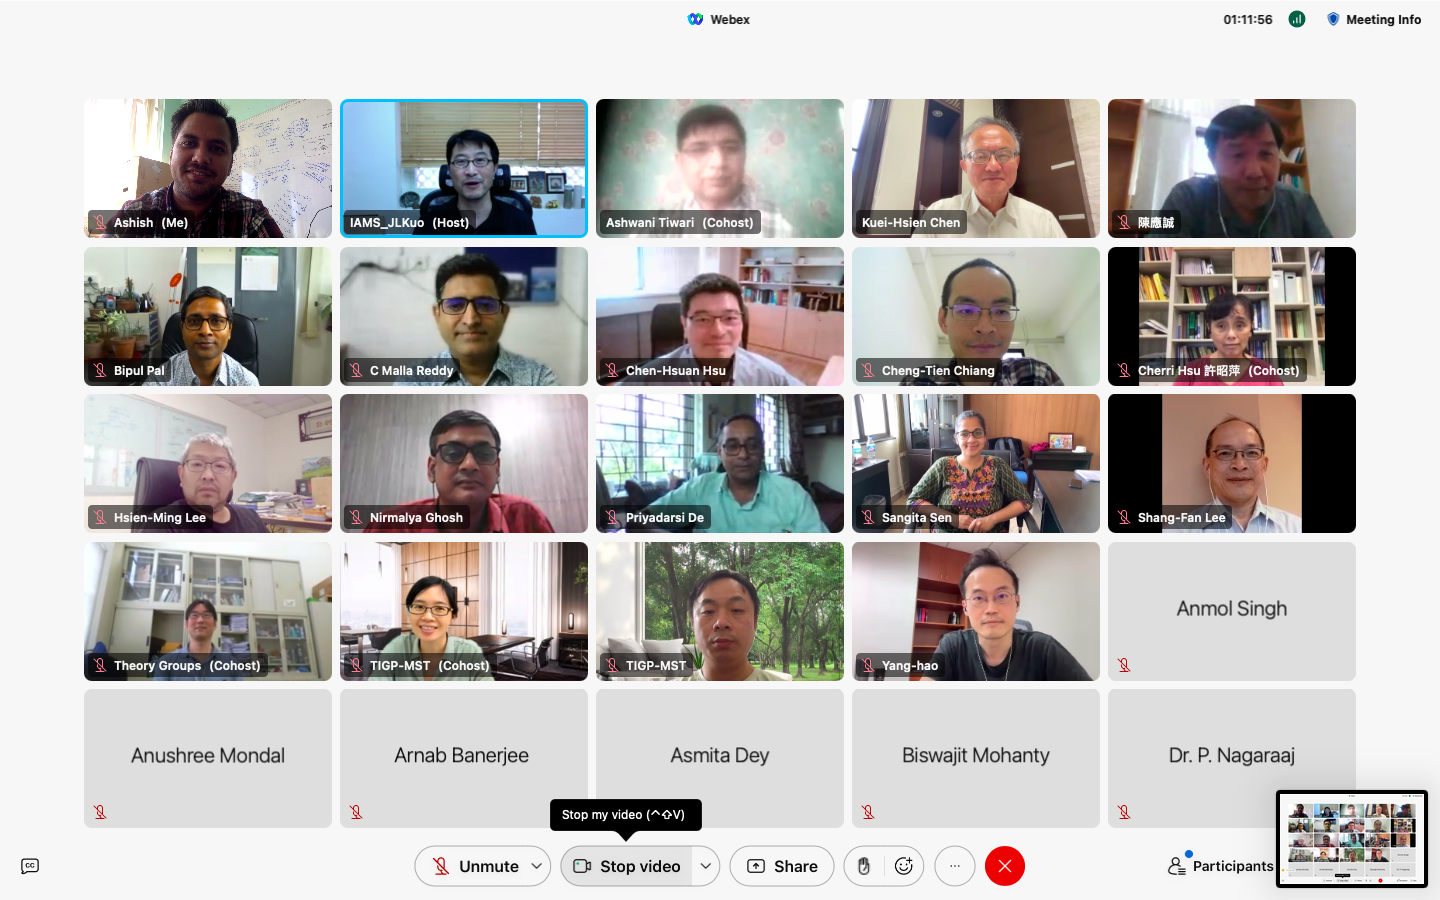 Webex
01:11:56
Meeting Info
Ashish (Me)
IAMS_JLKuo (Host)
Ashwani Tiwari (Cohost)
Kuei-Hsien Chen
陳應誠
Bipul Pal
C Malla Reddy
Chen-Hsuan Hsu
Cheng-Tien Chiang
Cherri Hsu 許昭萍 (Cohost)
Hsien-Ming Lee
Nirmalya Ghosh
Priyadarsi De
Sangita Sen
Shang-Fan Lee
Theory Groups (Cohost)
TIGP-MST (Cohost)
TIGP-MST
Yang-hao
Anmol Singh
Anushree Mondal
Arnab Banerjee
Asmita Dey
Biswajit Mohanty
Dr. P. Nagaraaj
Stop my video (^⇧V)
CC
Unmute
Stop video
Share
Participants